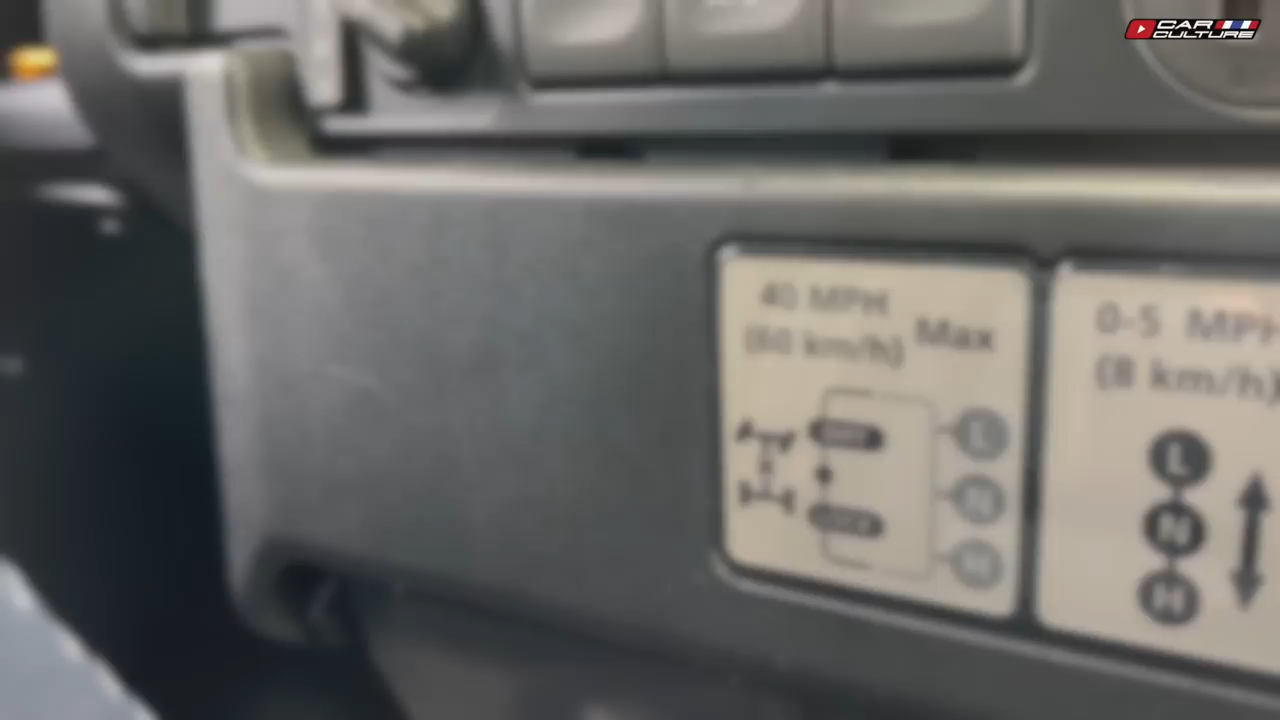 CAR
CULTURE
40 MPH
(60 km/h) Max
L
N
H
0-5 MPH
(8 km/h)
L
N
H